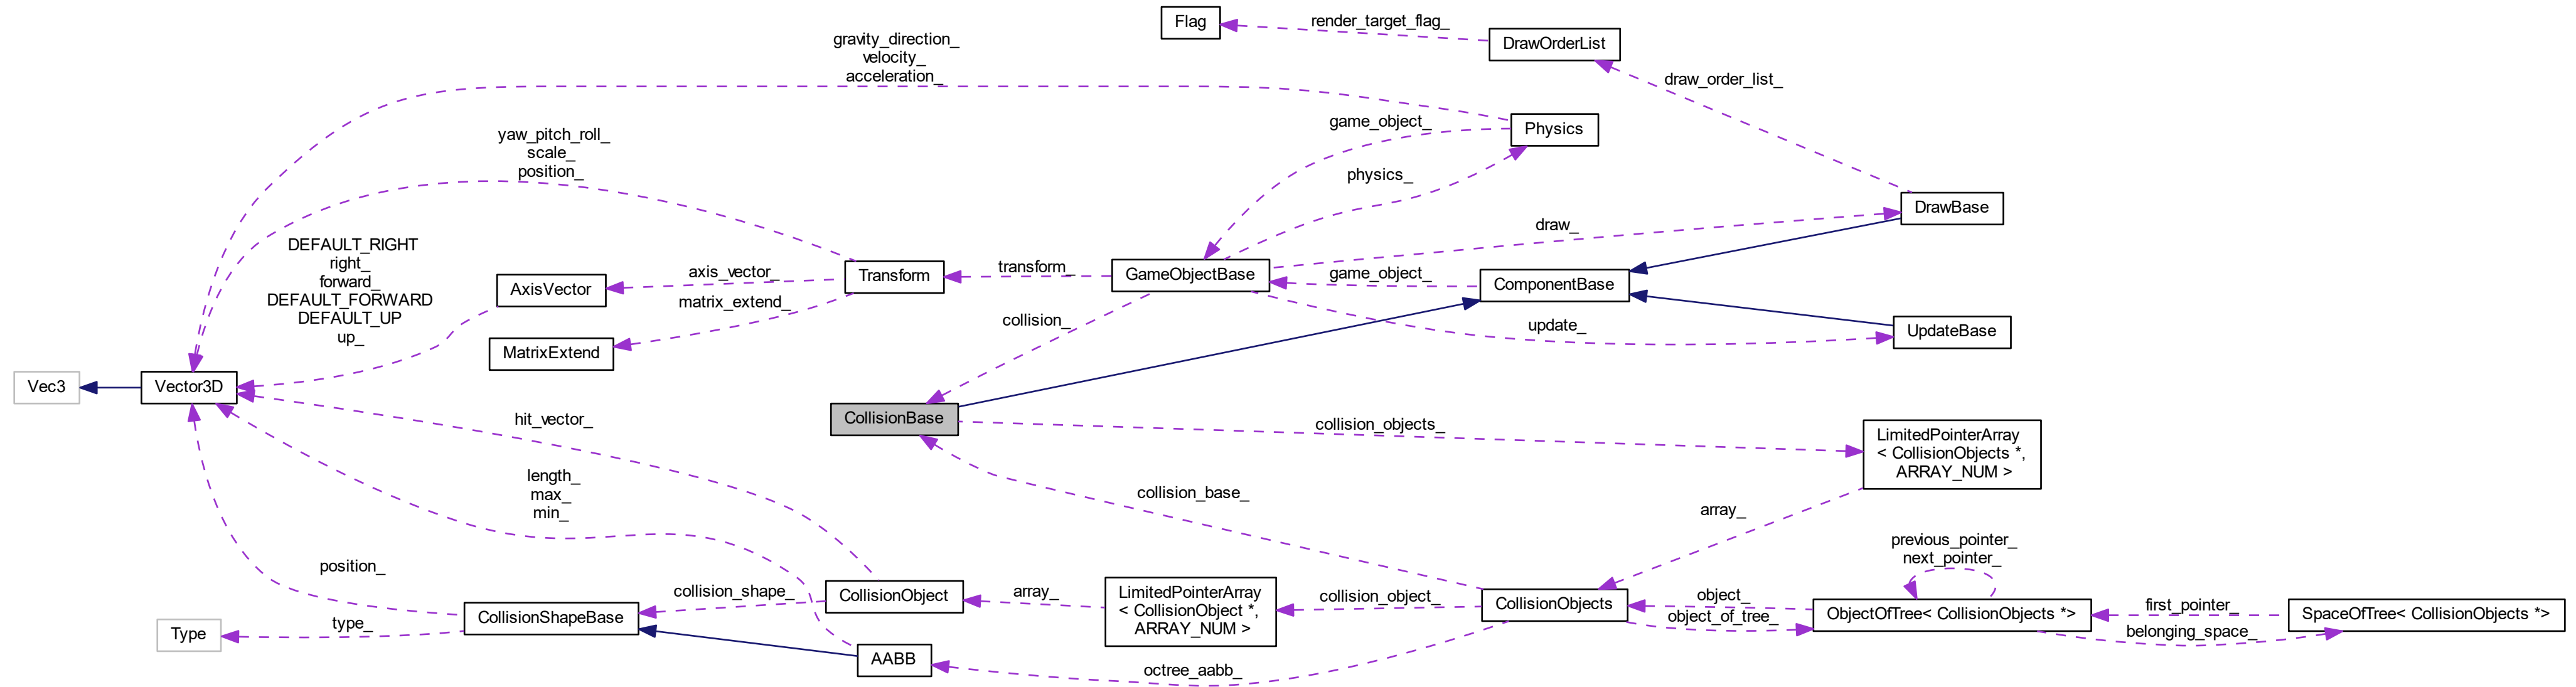 Flag
render_target_flag_
DrawOrderList
gravity_direction_
velocity_
acceleration_
draw_order_list_
yaw_pitch_roll_
scale_
position_
game_object_
Physics
physics_
DrawBase
draw_
DEFAULT_RIGHT
right_
forward_
DEFAULT_FORWARD
DEFAULT_UP
up_
AxisVector
axis_vector_
Transform
transform_
GameObjectBase
game_object_
ComponentBase
matrix_extend_
MatrixExtend
collision_
update_
UpdateBase
Vec3
Vector3D
CollisionBase
hit_vector_
collision_objects_
LimitedPointerArray
< CollisionObjects *,
ARRAY_NUM >
length_
max_
min_
collision_base_
array_
previous_pointer_
next_pointer_
position_
collision_shape_
CollisionObject
array_
LimitedPointerArray
< CollisionObject *,
ARRAY_NUM >
collision_object_
CollisionObjects
object_
object_of_tree_
ObjectOfTree< CollisionObjects *>
first_pointer_
belonging_space_
SpaceOfTree< CollisionObjects *>
Type
type_
CollisionShapeBase
AABB
octree_aabb_